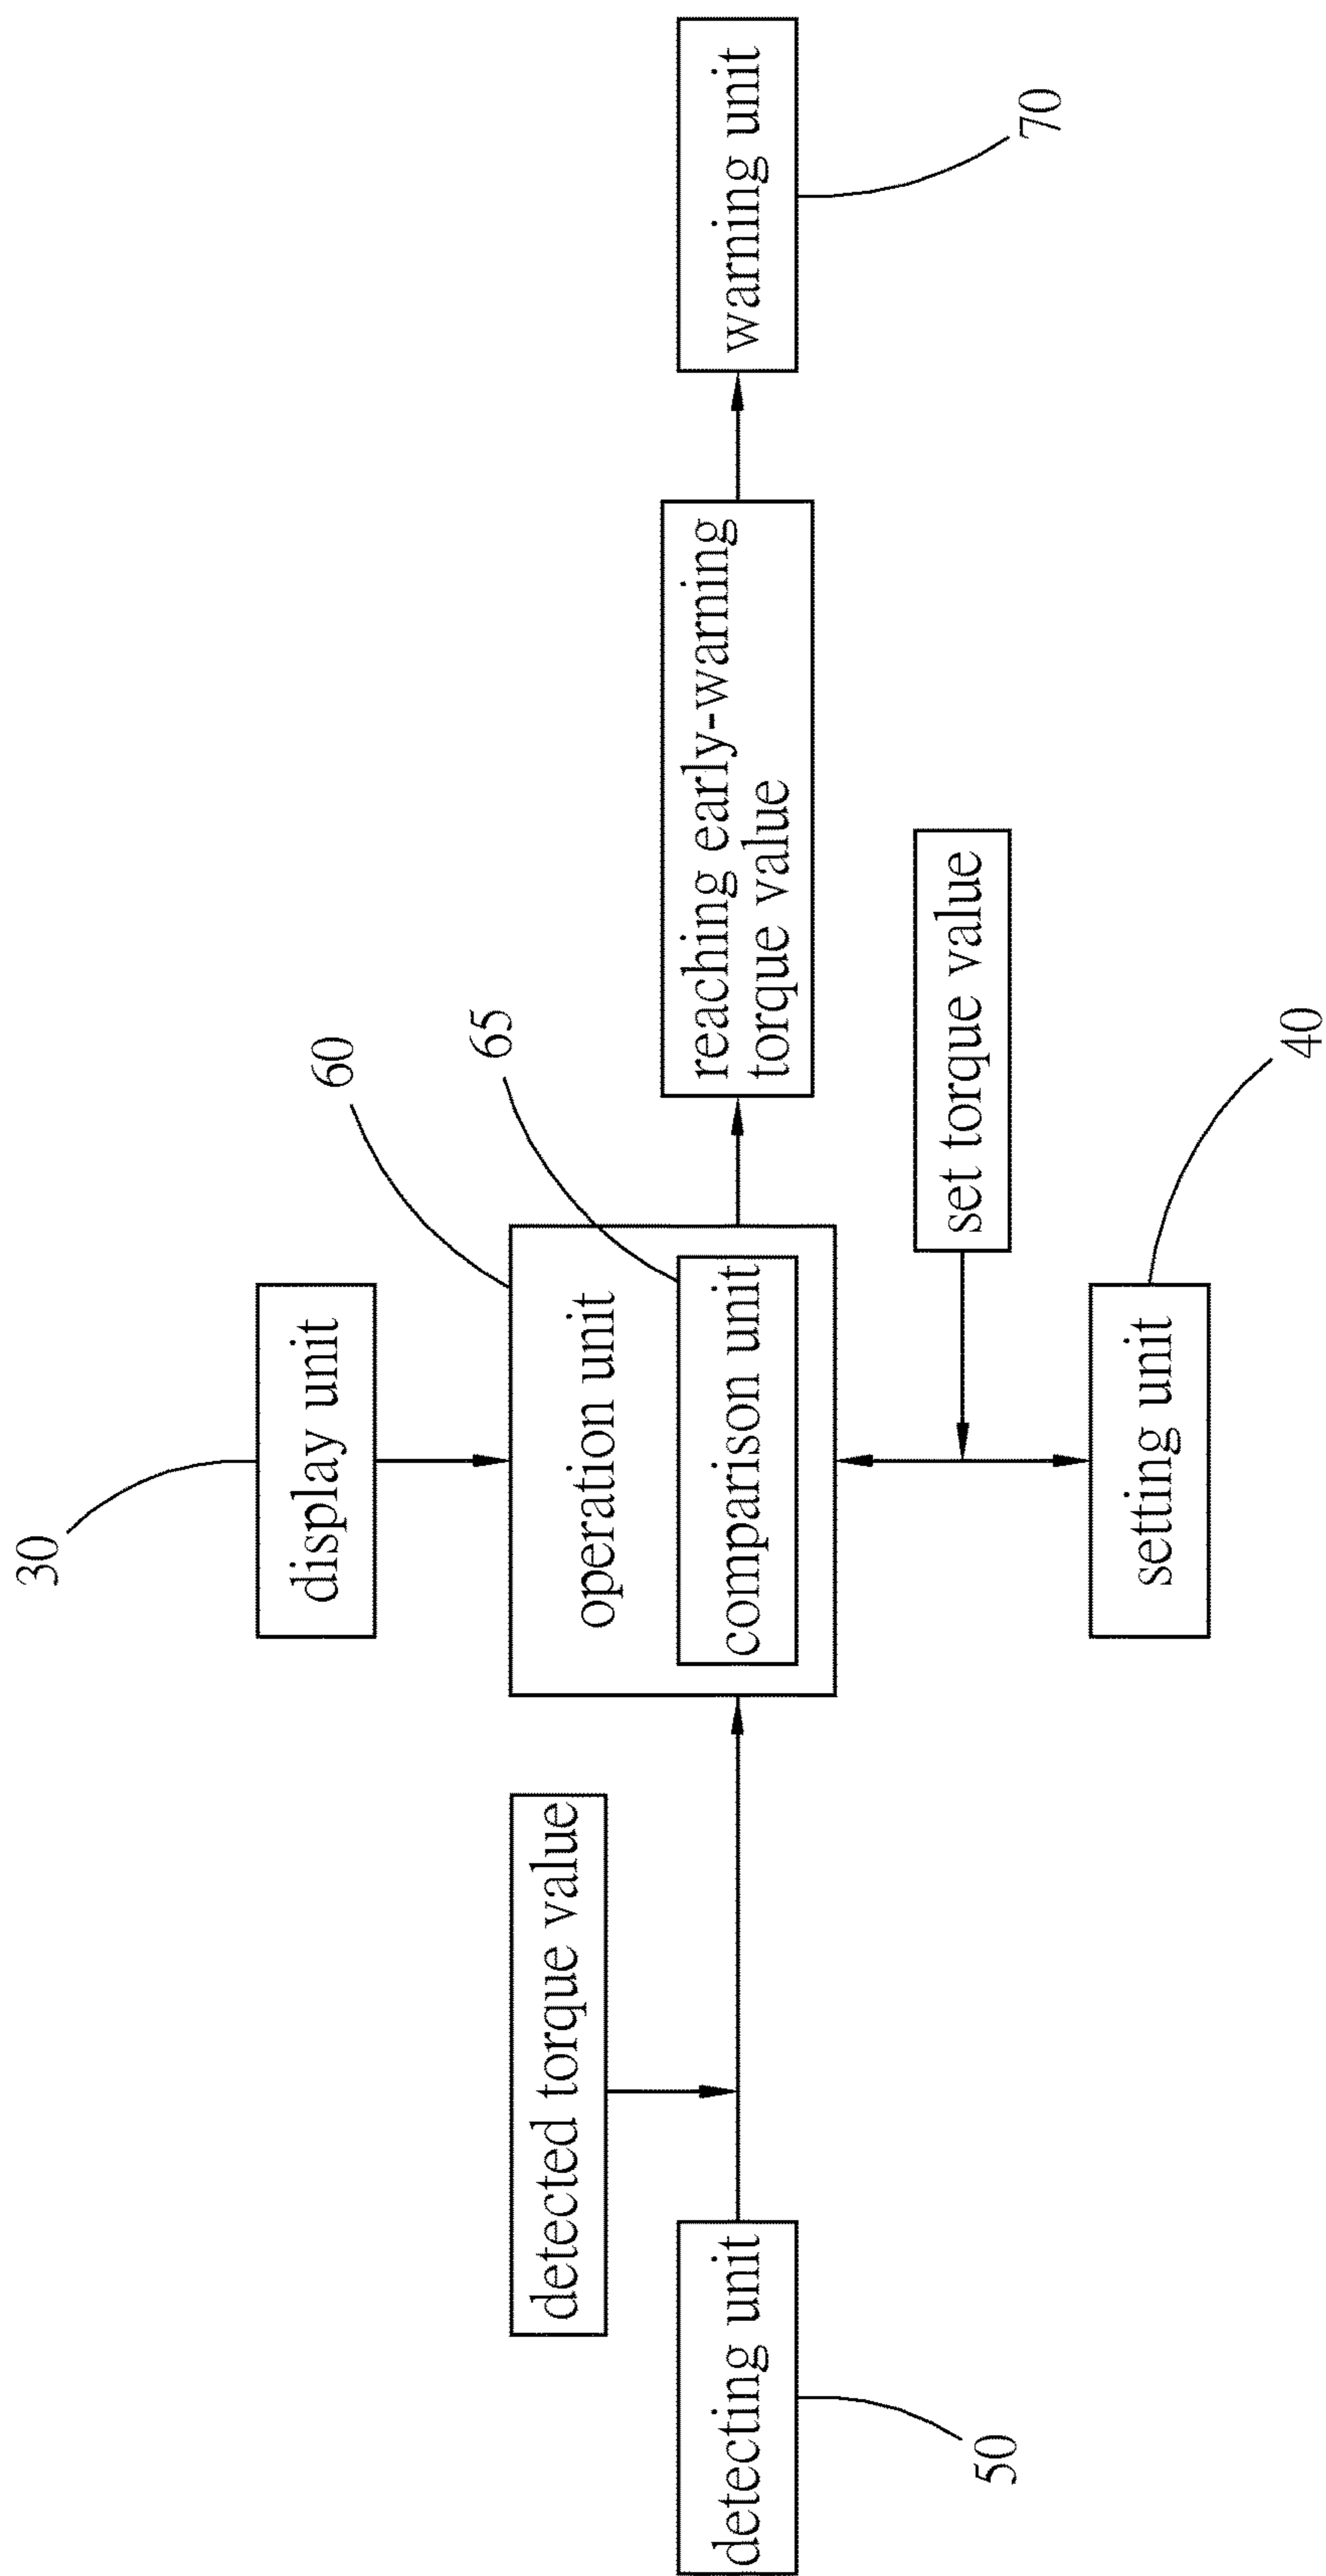 30
display unit
60
detected torque value
operation unit
65
detecting unit
comparison unit
reaching early-warning
torque value
warning unit
50
set torque value
70
setting unit
40